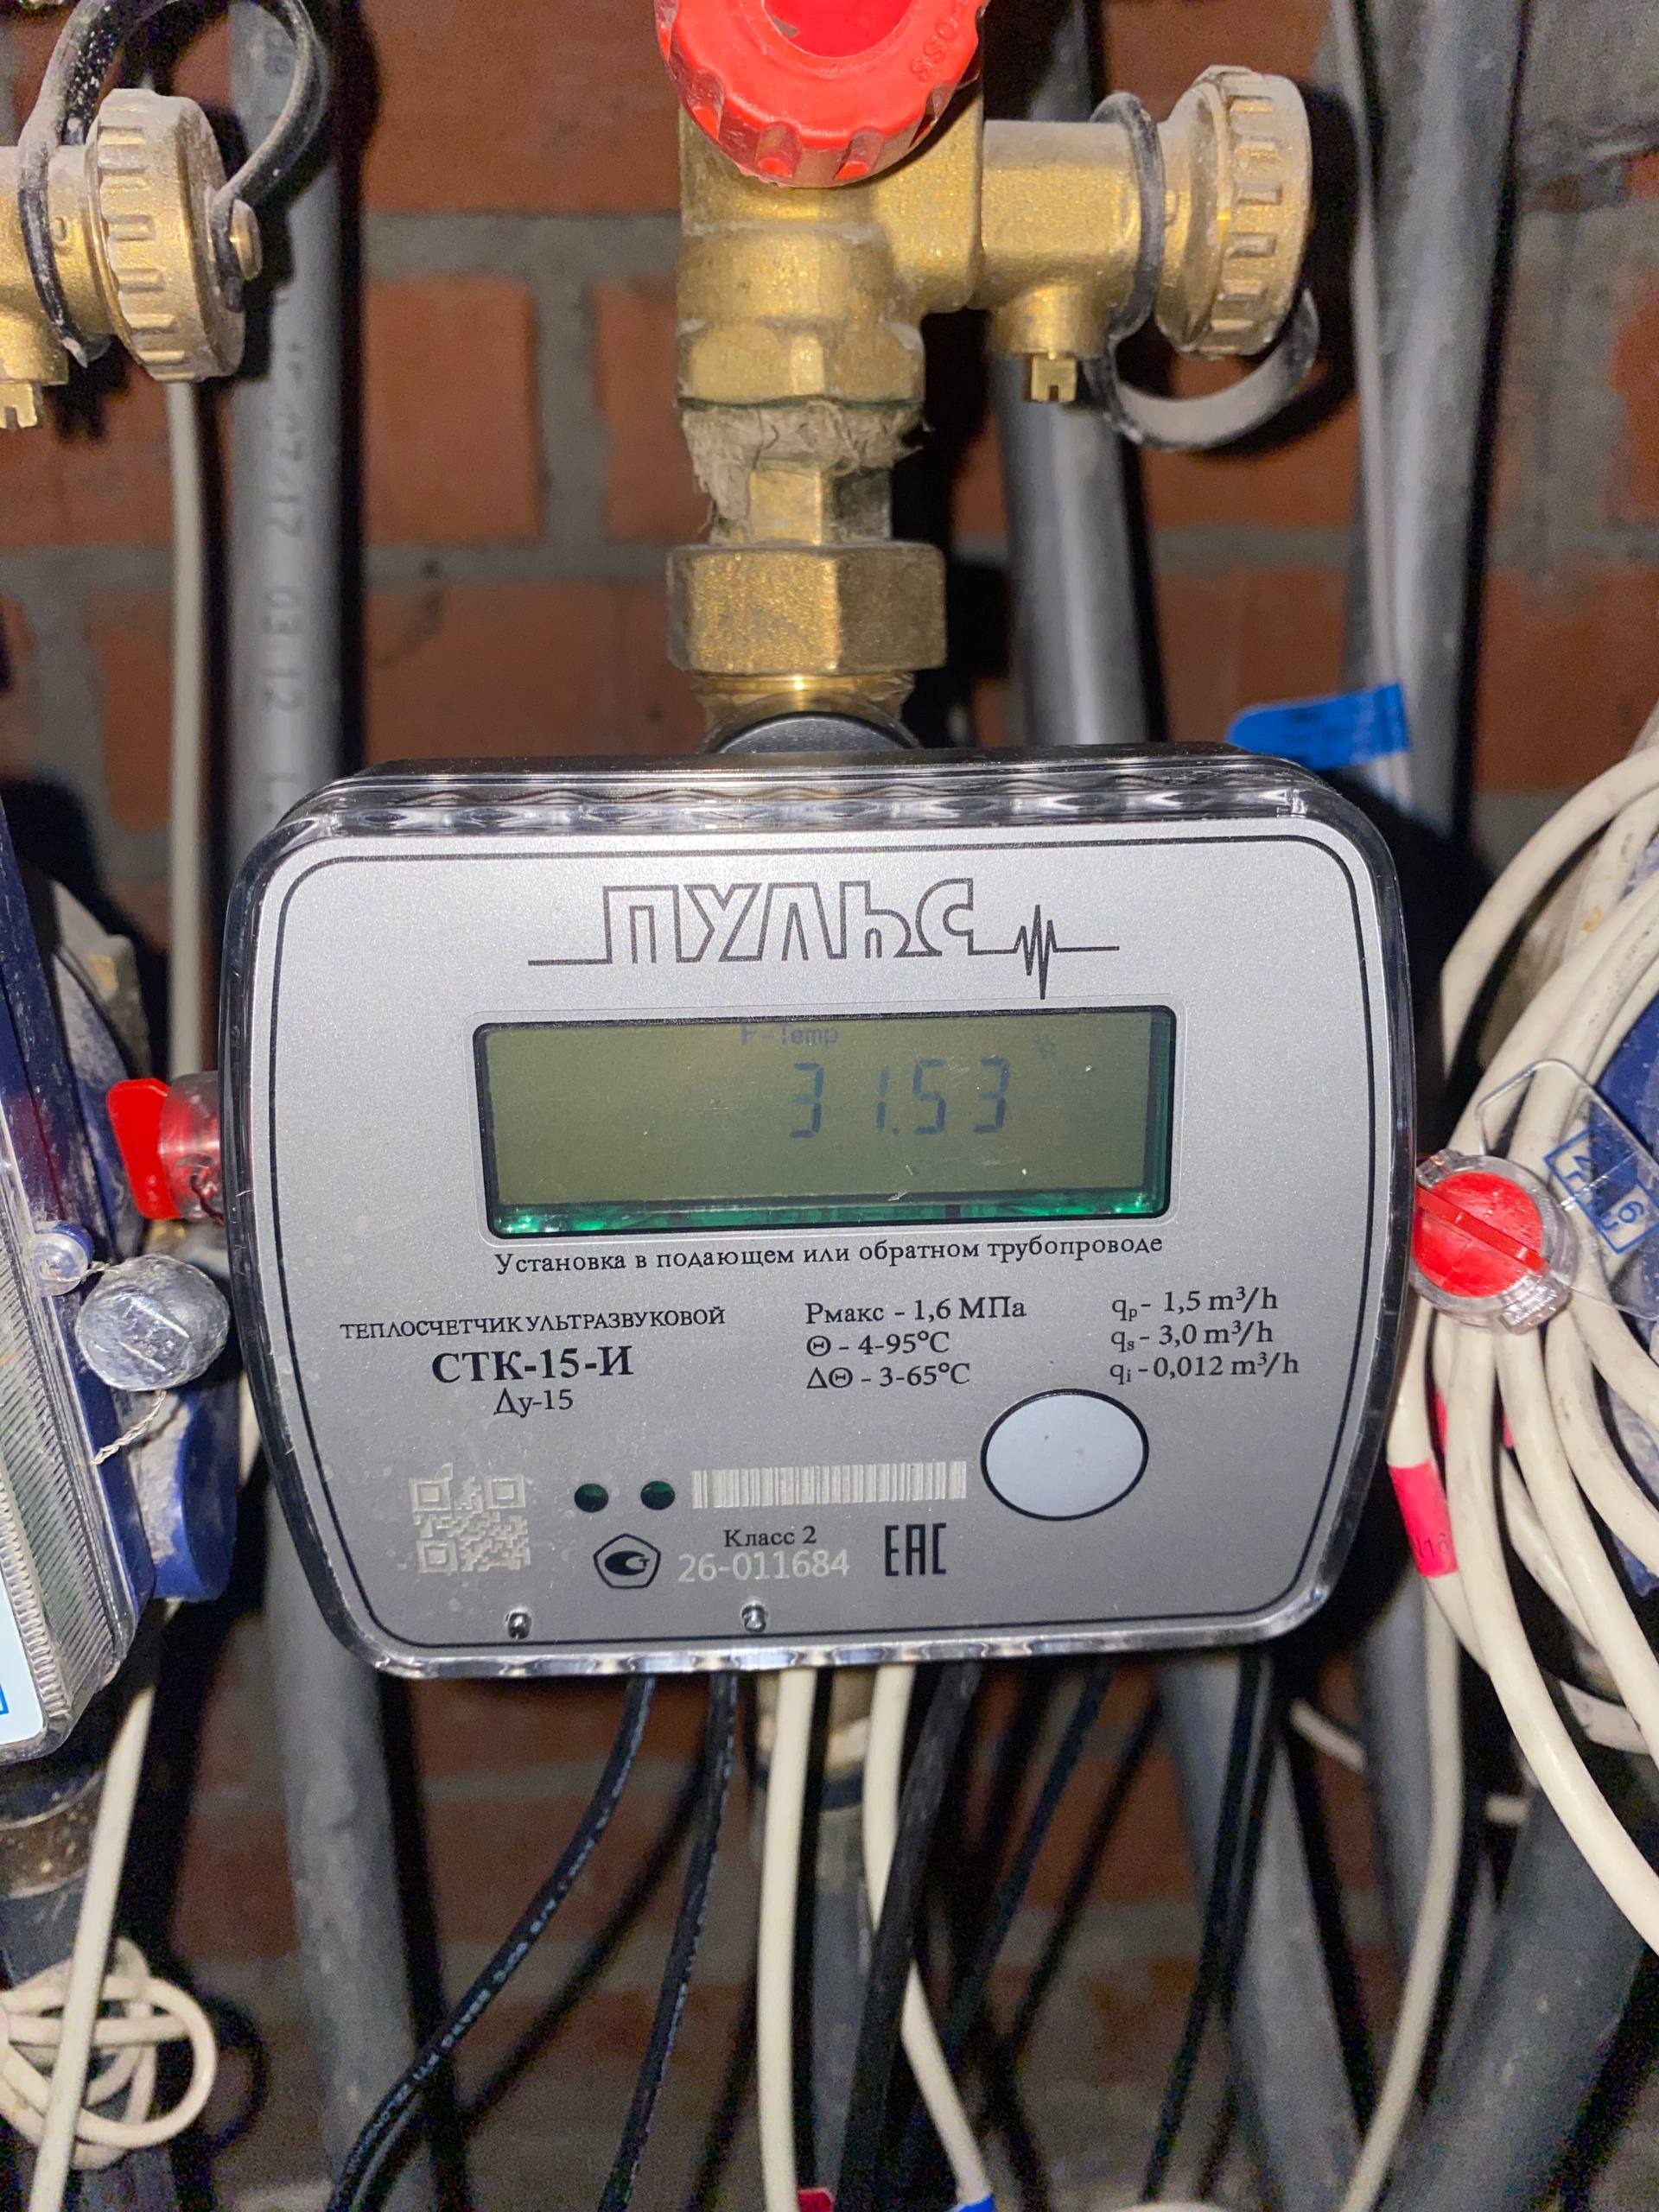 ПУЛЬС
F-Temp
31.53
Установка в подающем или обратном трубопроводе
ТЕПЛОСЧЕТЧИК УЛЬТРАЗВУКОВОЙ
СТК-15-И
Ду-15
Рмакс - 1,6 МПа
Θ - 4-95°C
ΔΘ - 3-65°C
qp- 1,5 m³/h
qs- 3,0 m³/h
qi-0,012 m³/h
Класс 2
26-011684
ЕАС